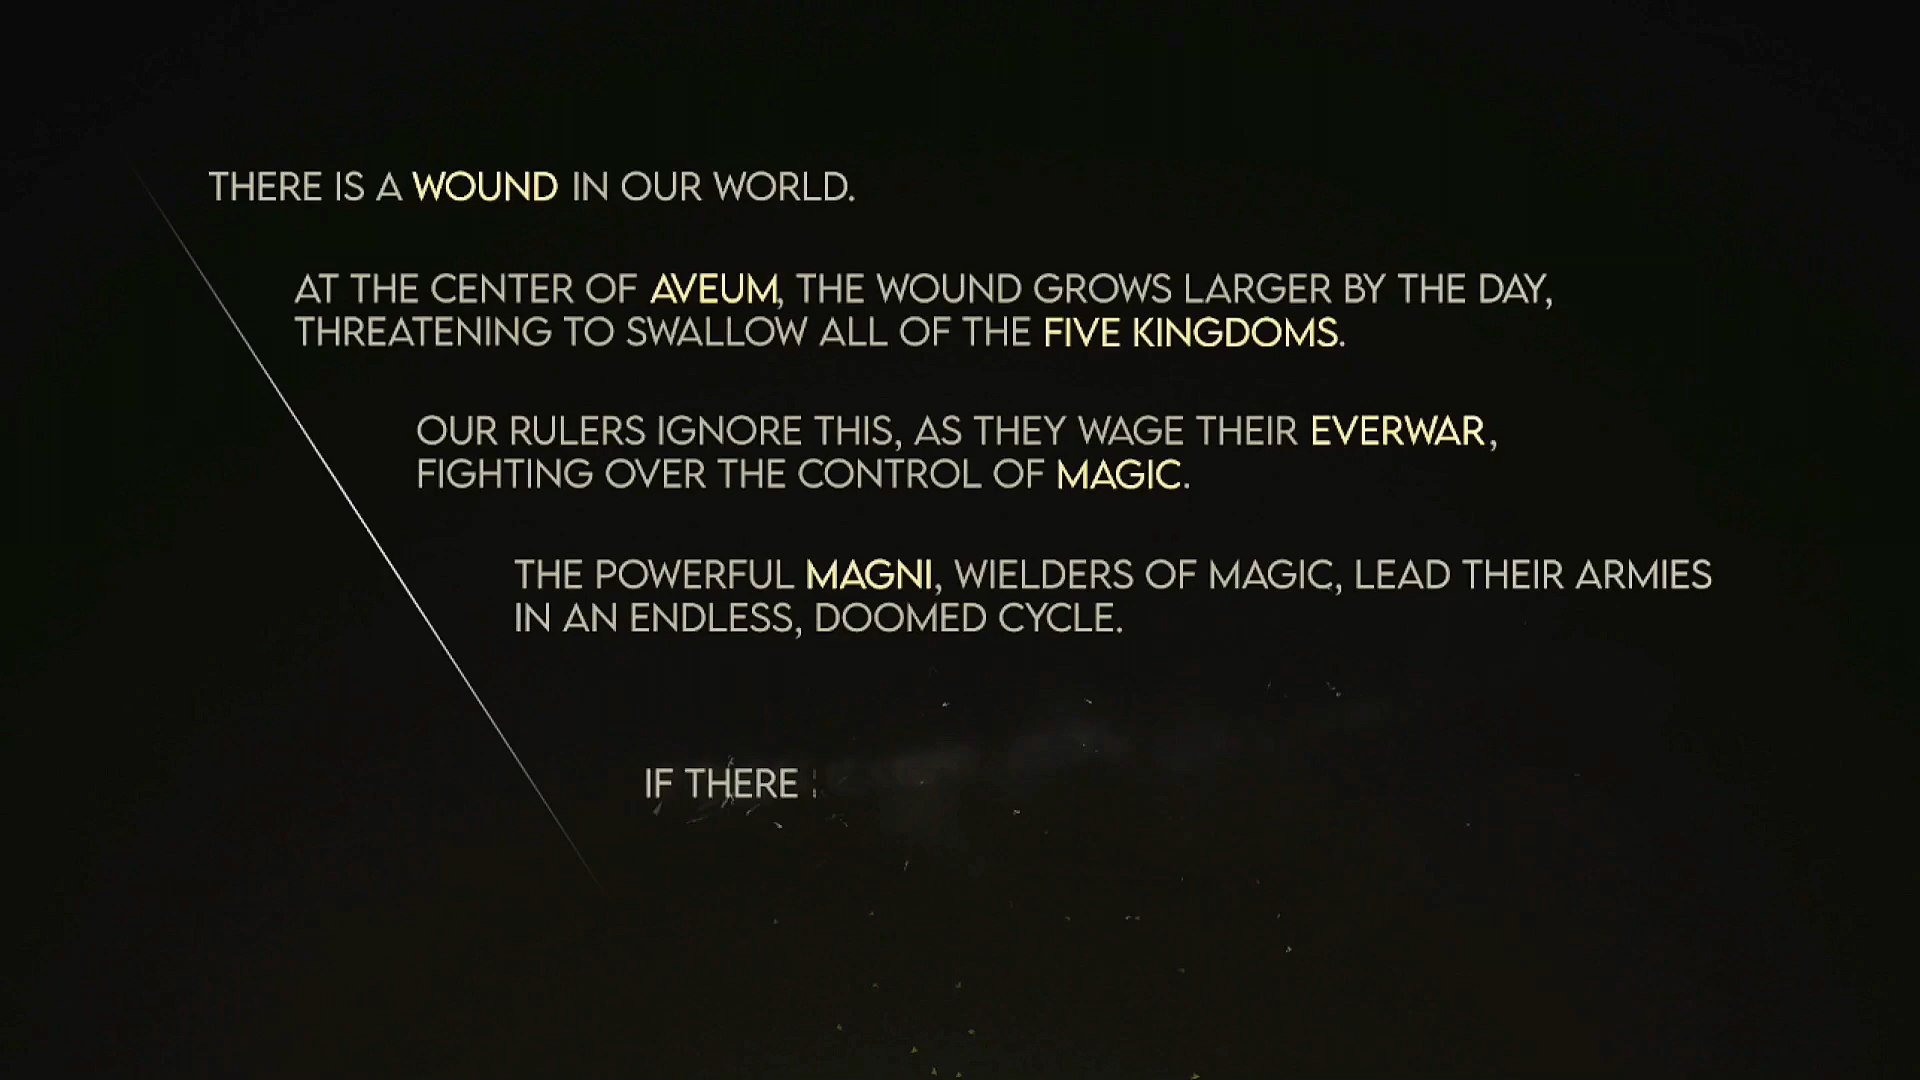 THERE IS A WOUND IN OUR WORLD.
AT THE CENTER OF AVEUM, THE WOUND GROWS LARGER BY THE DAY,
THREATENING TO SWALLOW ALL OF THE FIVE KINGDOMS.
OUR RULERS IGNORE THIS, AS THEY WAGE THEIR EVERWAR,
FIGHTING OVER THE CONTROL OF MAGIC.
THE POWERFUL MAGNI, WIELDERS OF MAGIC, LEAD THEIR ARMIES
IN AN ENDLESS, DOOMED CYCLE.
IF THERE